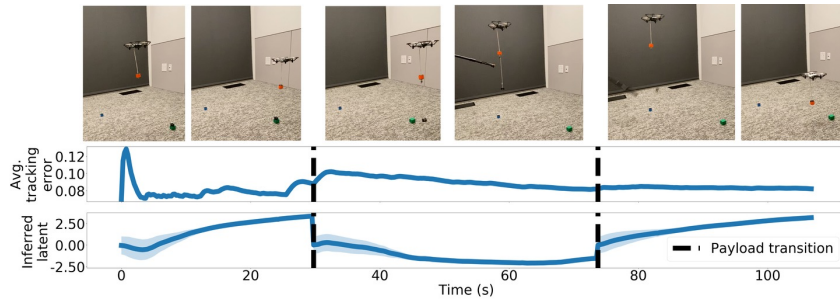 Avg.
tracking
error
0.12
0.10
0.08
Inferred
latent
2.50
0.00
-2.50
Payload transition
0
20
40
60
80
100
Time (s)